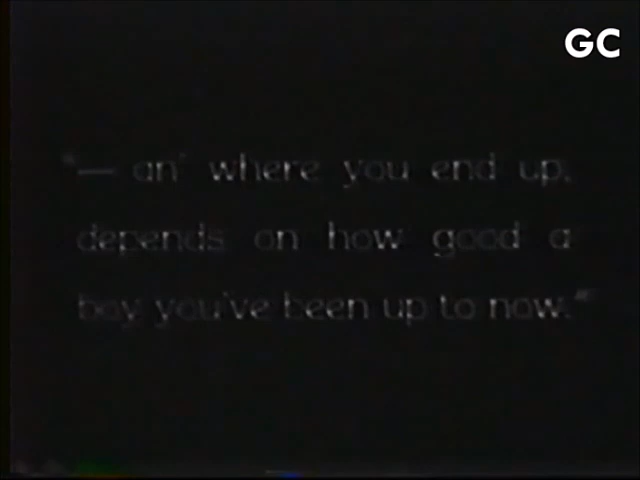 GC
"— an' where you end up,
depends on how good a
boy you've been up to now."